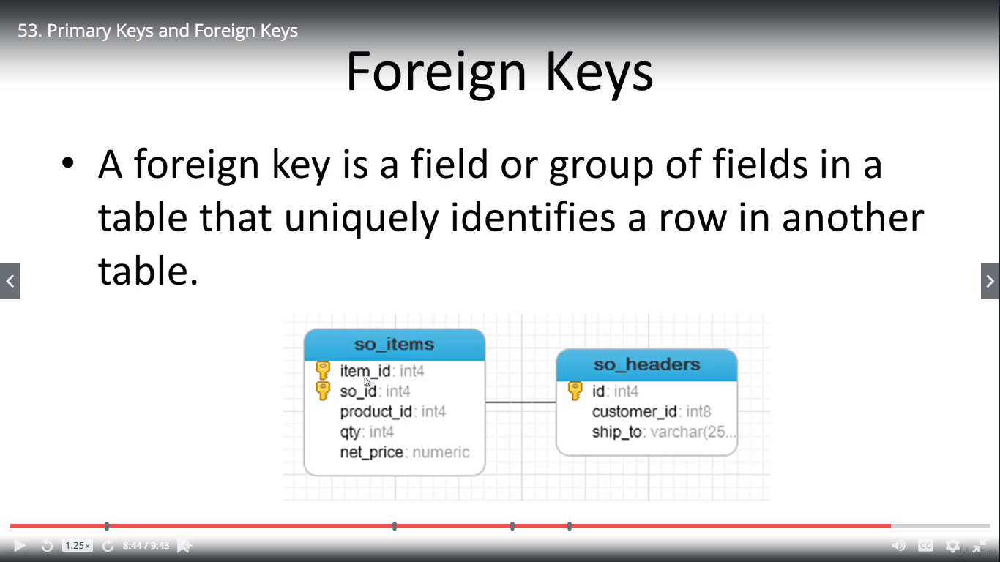 53. Primary Keys and Foreign Keys
Foreign Keys
• A foreign key is a field or group of fields in a
table that uniquely identifies a row in another
table.
so_items
item_id: int4
so_id: int4
product_id: int4
qty: int4
net_price: numeric
so_headers
id: int4
customer_id: int8
ship_to: varchar(25...
1.25×
8:44 / 9:43
CC